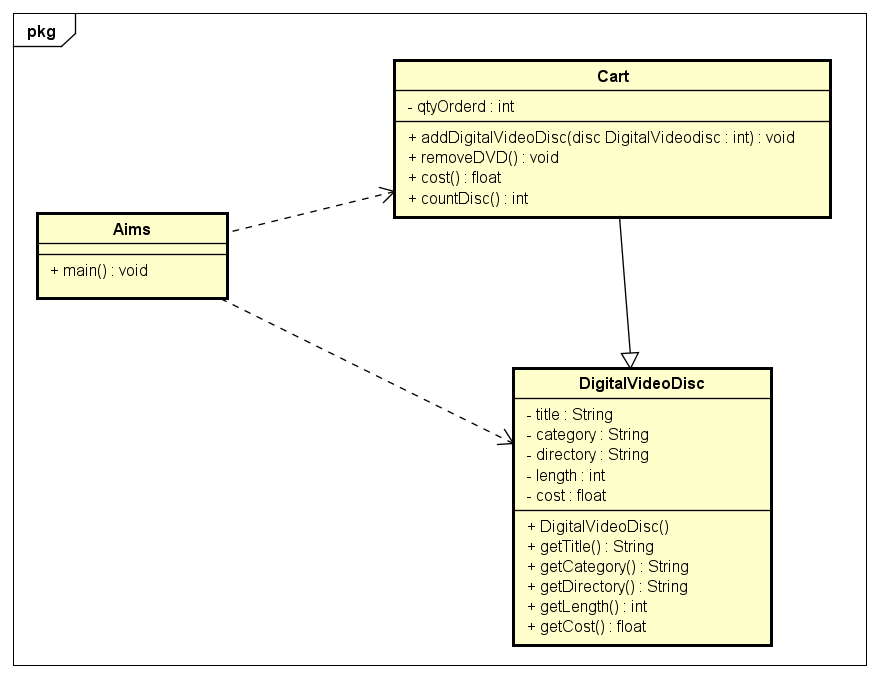 pkg
Cart
- qtyOrderd : int
+ addDigitalVideoDisc(disc DigitalVideodisc : int) : void
+ removeDVD() : void
+ cost() : float
+ countDisc() : int
Aims
+ main() : void
DigitalVideoDisc
- title : String
- category : String
- directory : String
- length : int
- cost : float
+ DigitalVideoDisc()
+ getTitle() : String
+ getCategory() : String
+ getDirectory() : String
+ getLength() : int
+ getCost() : float